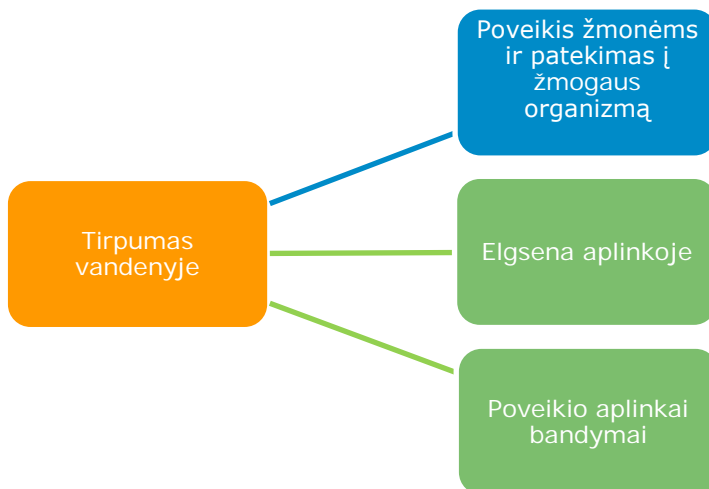 Poveikis žmonėms
ir patekimas į
žmogaus
organizmą
Tirpumas
vandenyje
Elgsena aplinkoje
Poveikio aplinkai
bandymai